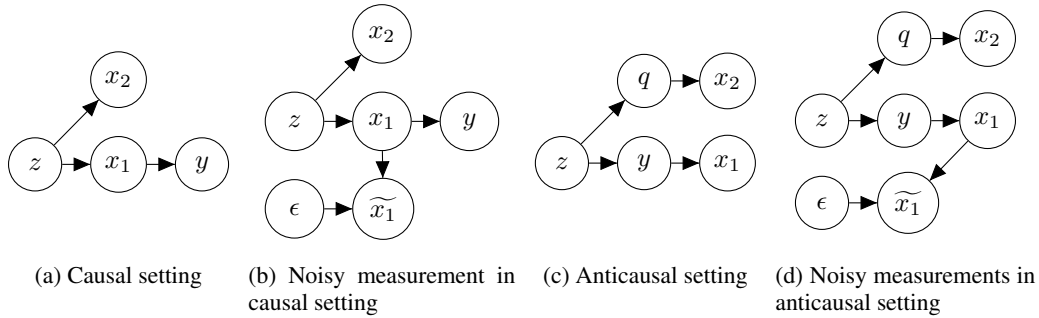 x₂
z x₁ y
(a) Causal setting
x₂
z x₁ y
ϵ x̃₁
(b) Noisy measurement in
causal setting
q x₂
z y x₁
(c) Anticausal setting
q x₂
z y x₁
ϵ x̃₁
(d) Noisy measurements in
anticausal setting